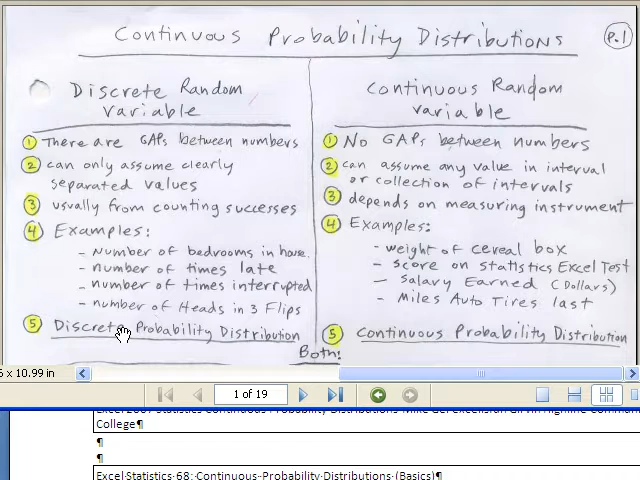 Continuous Probability Distributions
p.1
Discrete Random
Variable
① There are GAPs between numbers
② can only assume clearly
separated values
③ usually from counting successes
④ Examples:
- Number of bedrooms in house.
- number of times late
- number of times interrupted
- number of Heads in 3 Flips
⑤ Discrete Probability Distribution
Continuous Random
variable
① No GAPs between numbers
② can assume any value in interval
or collection of intervals
③ depends on measuring instrument
④ Examples:
- weight of cereal box
- Score on Statistics Excel Test
- Salary Earned (Dollars)
- Miles Auto Tires last
⑤ Continuous Probability Distribution
Both:
6 x 10.99 in
1 of 19
College¶
¶
¶
Excel·Statistics·68:·Continuous·Probability·Distributions·(Basics)¶